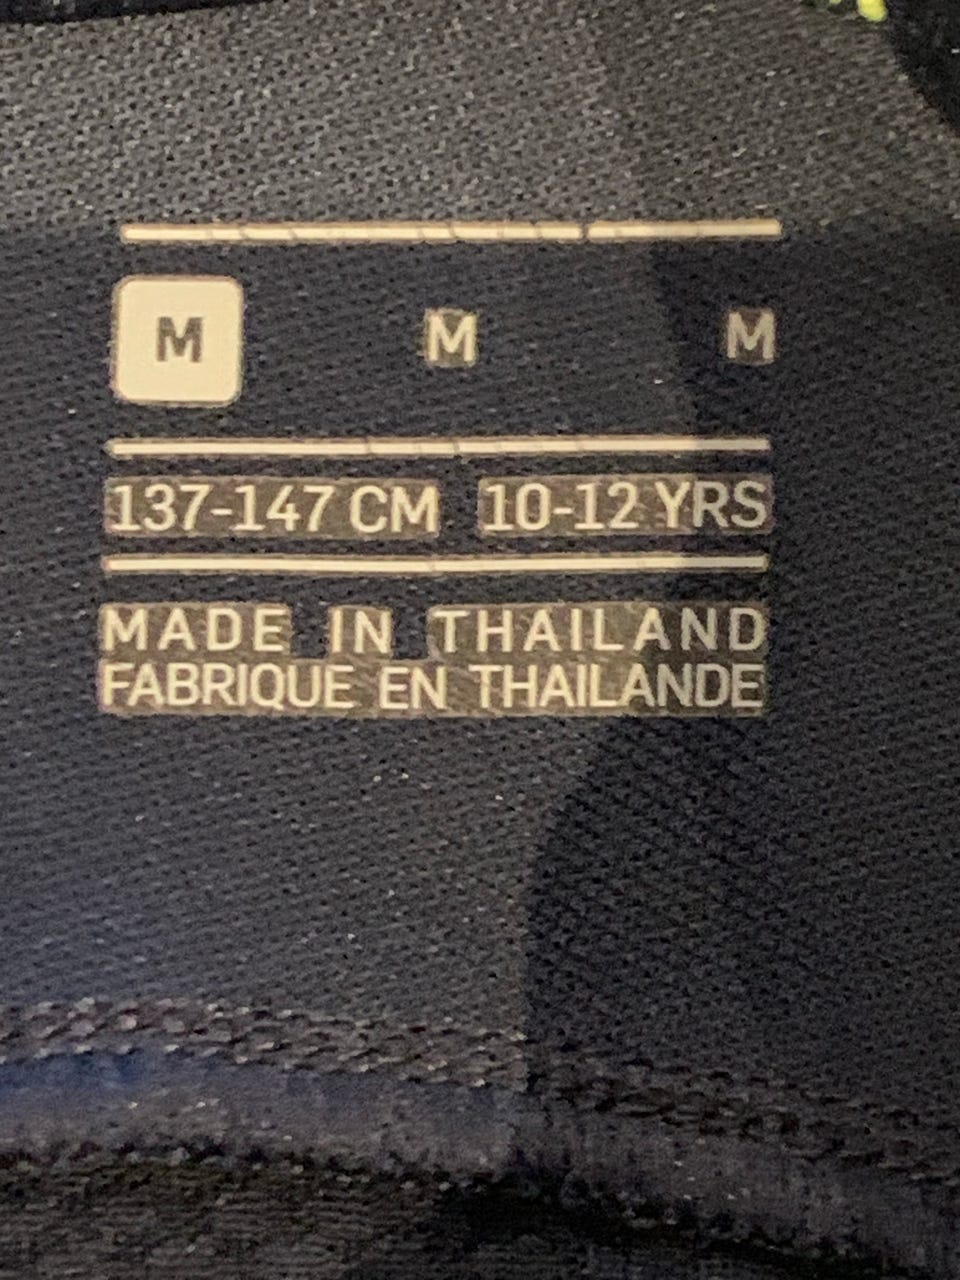 M M M
137-147 CM 10-12 YRS
MADE IN THAILAND
FABRIQUE EN THAILANDE